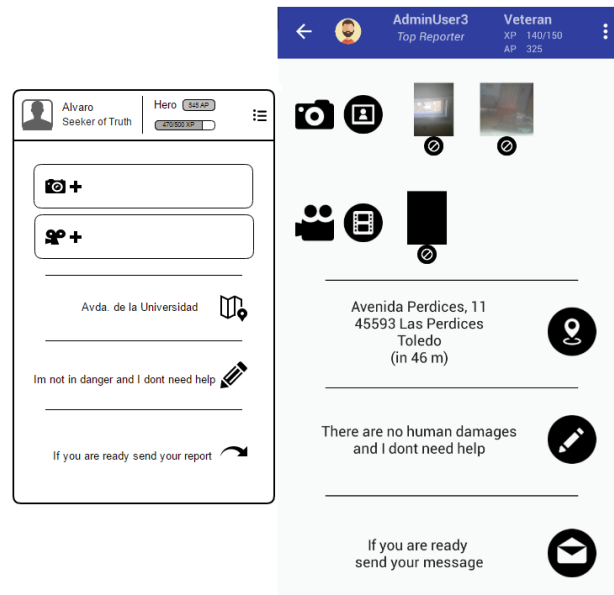 Alvaro
Seeker of Truth
Hero 545 AP
470/500 XP
Avda. de la Universidad
Im not in danger and I dont need help
If you are ready send your report
AdminUser3
Top Reporter
Veteran
XP 140/150
AP 325
Avenida Perdices, 11
45593 Las Perdices
Toledo
(in 46 m)
There are no human damages
and I dont need help
If you are ready
send your message